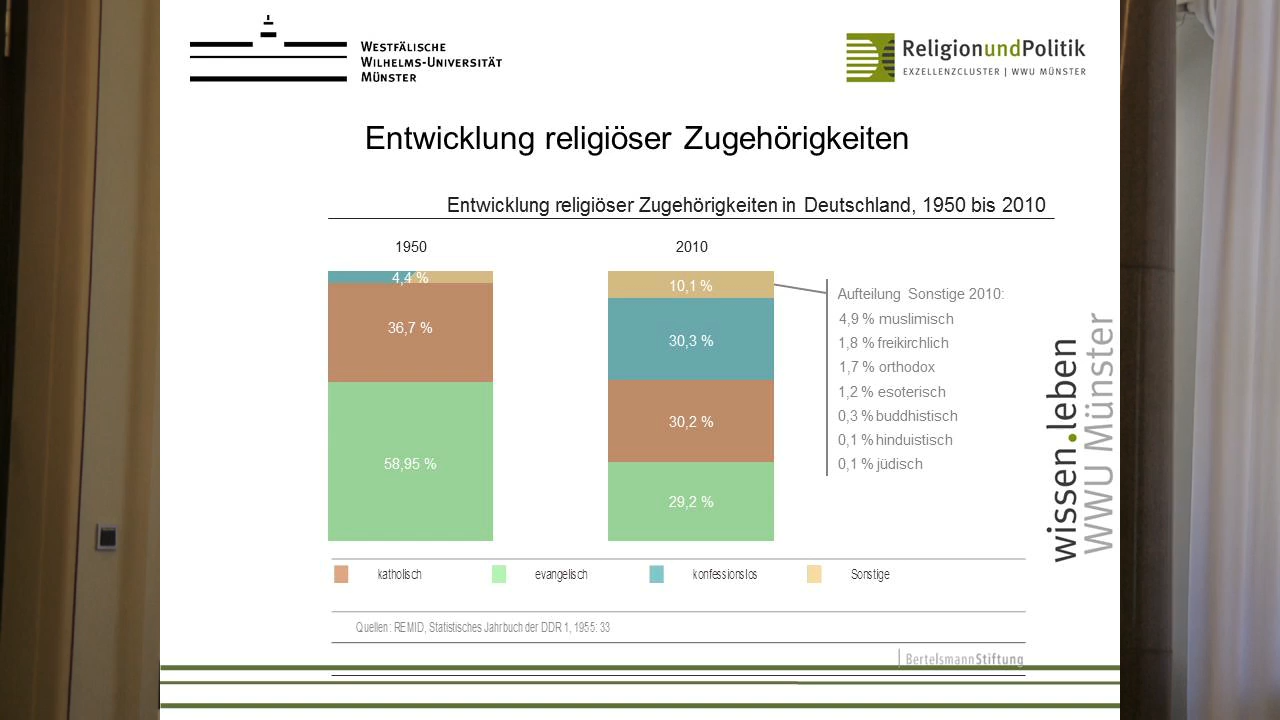 WESTFÄLISCHE
WILHELMS-UNIVERSITÄT
MÜNSTER
ReligionundPolitik
EXZELLENZCLUSTER | WWU MÜNSTER
Entwicklung religiöser Zugehörigkeiten
Entwicklung religiöser Zugehörigkeiten in Deutschland, 1950 bis 2010
1950
2010
4,4 %
36,7 %
58,95 %
10,1 %
30,3 %
30,2 %
29,2 %
Aufteilung Sonstige 2010:
4,9 % muslimisch
1,8 % freikirchlich
1,7 % orthodox
1,2 % esoterisch
0,3 % buddhistisch
0,1 % hinduistisch
0,1 % jüdisch
wissen.leben
WWU Münster
katholisch evangelisch konfessionslos Sonstige
Quellen: REMID, Statistisches Jahrbuch der DDR 1, 1955: 33
BertelsmannStiftung